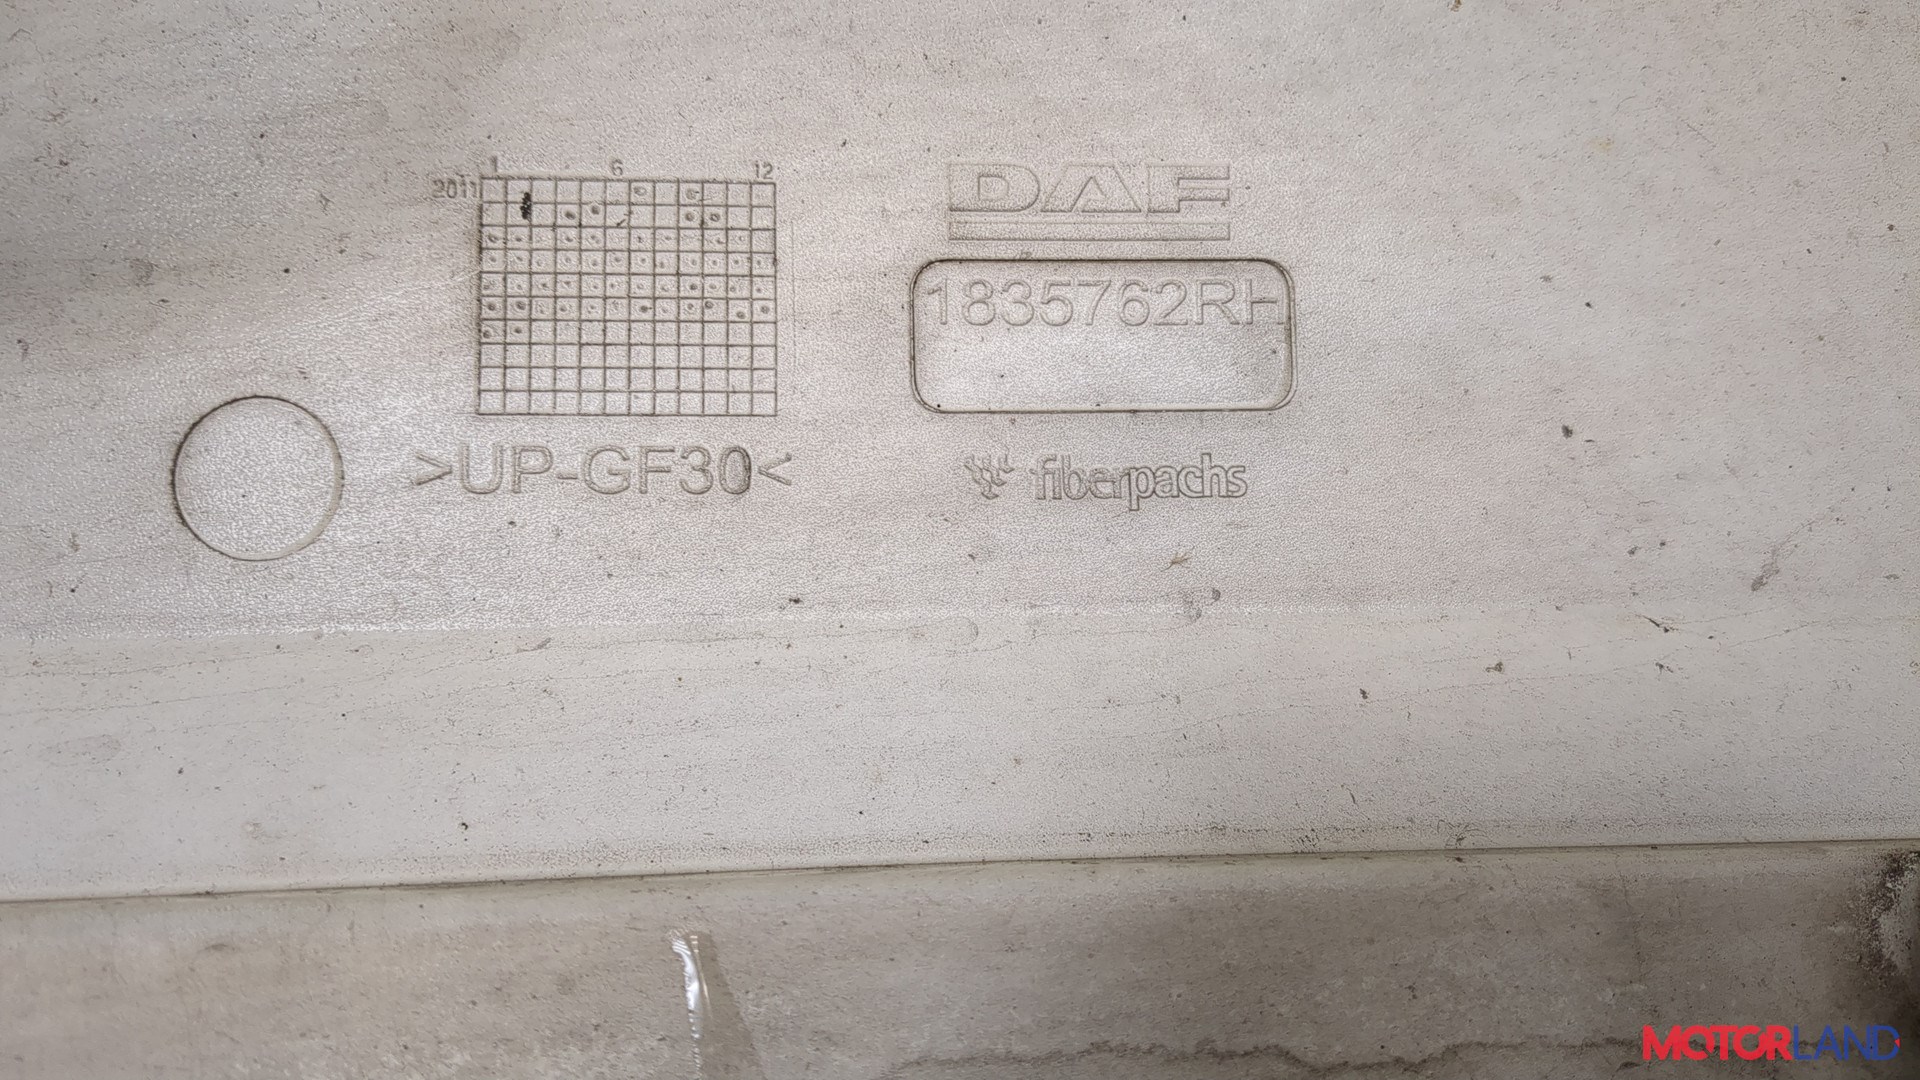 1 6 12
2011
DAF
1835762RH
>UP-GF30<
fiberpachs
MOTORLAND